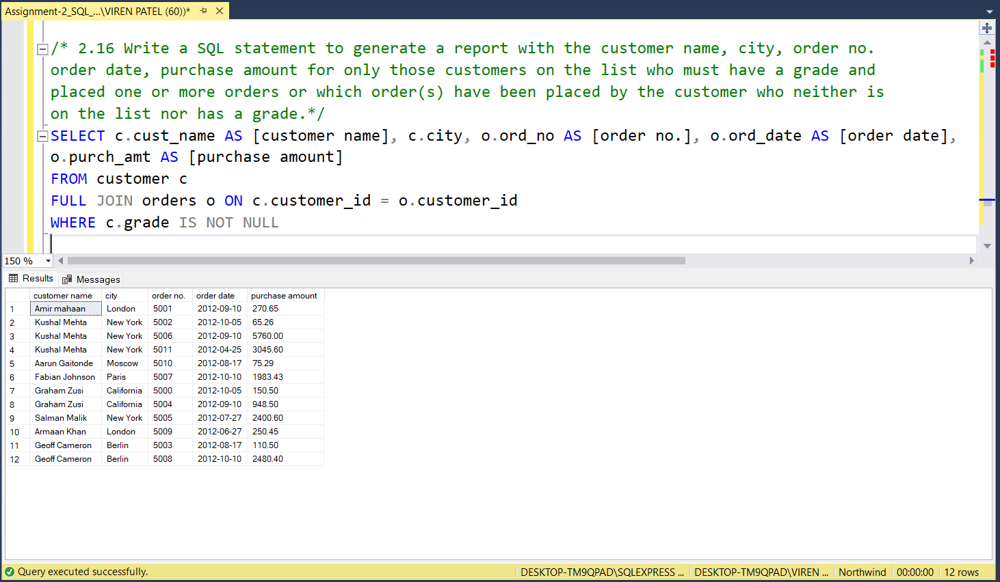 Assignment-2_SQL_...\VIREN PATEL (60))*
/* 2.16 Write a SQL statement to generate a report with the customer name, city, order no.
order date, purchase amount for only those customers on the list who must have a grade and
placed one or more orders or which order(s) have been placed by the customer who neither is
on the list nor has a grade.*/
SELECT c.cust_name AS [customer name], c.city, o.ord_no AS [order no.], o.ord_date AS [order date],
o.purch_amt AS [purchase amount]
FROM customer c
FULL JOIN orders o ON c.customer_id = o.customer_id
WHERE c.grade IS NOT NULL
150 %
Results Messages
customer name city order no. order date purchase amount
1 Amir mahaan London 5001 2012-09-10 270.65
2 Kushal Mehta New York 5002 2012-10-05 65.26
3 Kushal Mehta New York 5006 2012-09-10 5760.00
4 Kushal Mehta New York 5011 2012-04-25 3045.60
5 Aarun Gaitonde Moscow 5010 2012-08-17 75.29
6 Fabian Johnson Paris 5007 2012-10-10 1983.43
7 Graham Zusi California 5000 2012-10-05 150.50
8 Graham Zusi California 5004 2012-09-10 948.50
9 Salman Malik New York 5005 2012-07-27 2400.60
10 Armaan Khan London 5009 2012-06-27 250.45
11 Geoff Cameron Berlin 5003 2012-08-17 110.50
12 Geoff Cameron Berlin 5008 2012-10-10 2480.40
Query executed successfully. DESKTOP-TM9QPAD\SQLEXPRESS ... DESKTOP-TM9QPAD\VIREN ... Northwind 00:00:00 12 rows